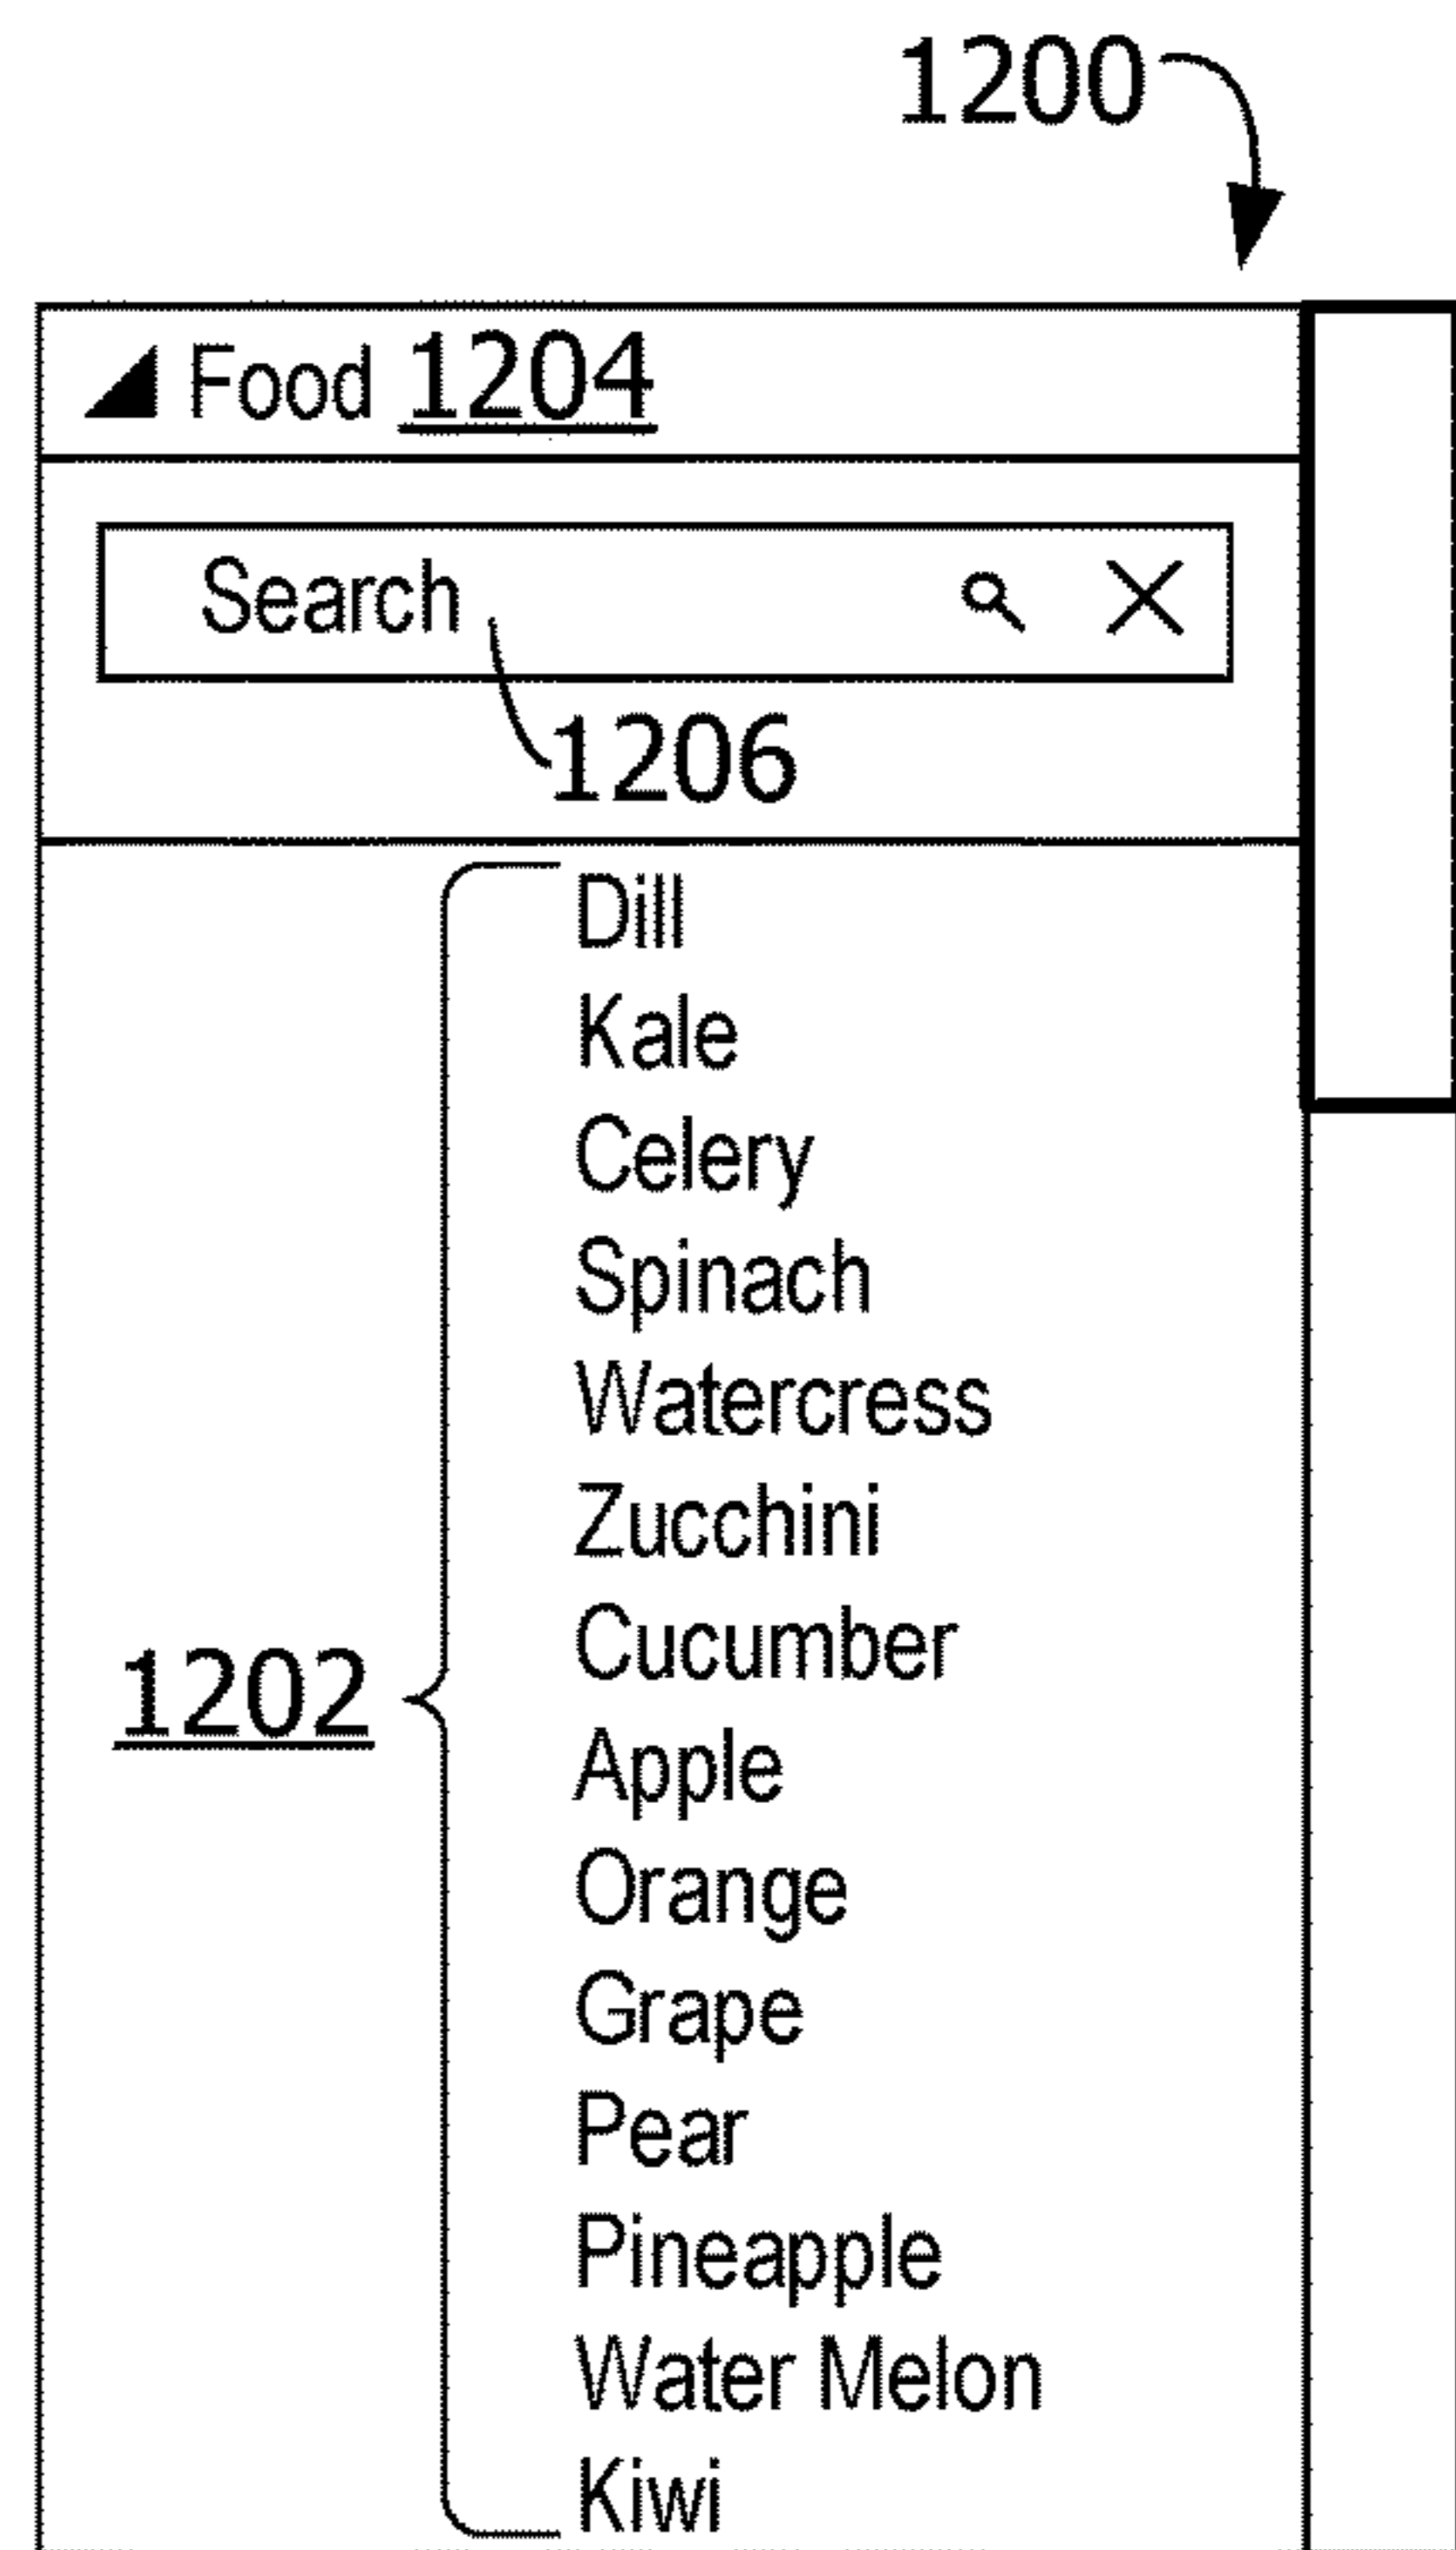 1200
Food 1204
Search
1206
Dill
Kale
Celery
Spinach
Watercress
Zucchini
Cucumber
1202
Apple
Orange
Grape
Pear
Pineapple
Water Melon
Kiwi